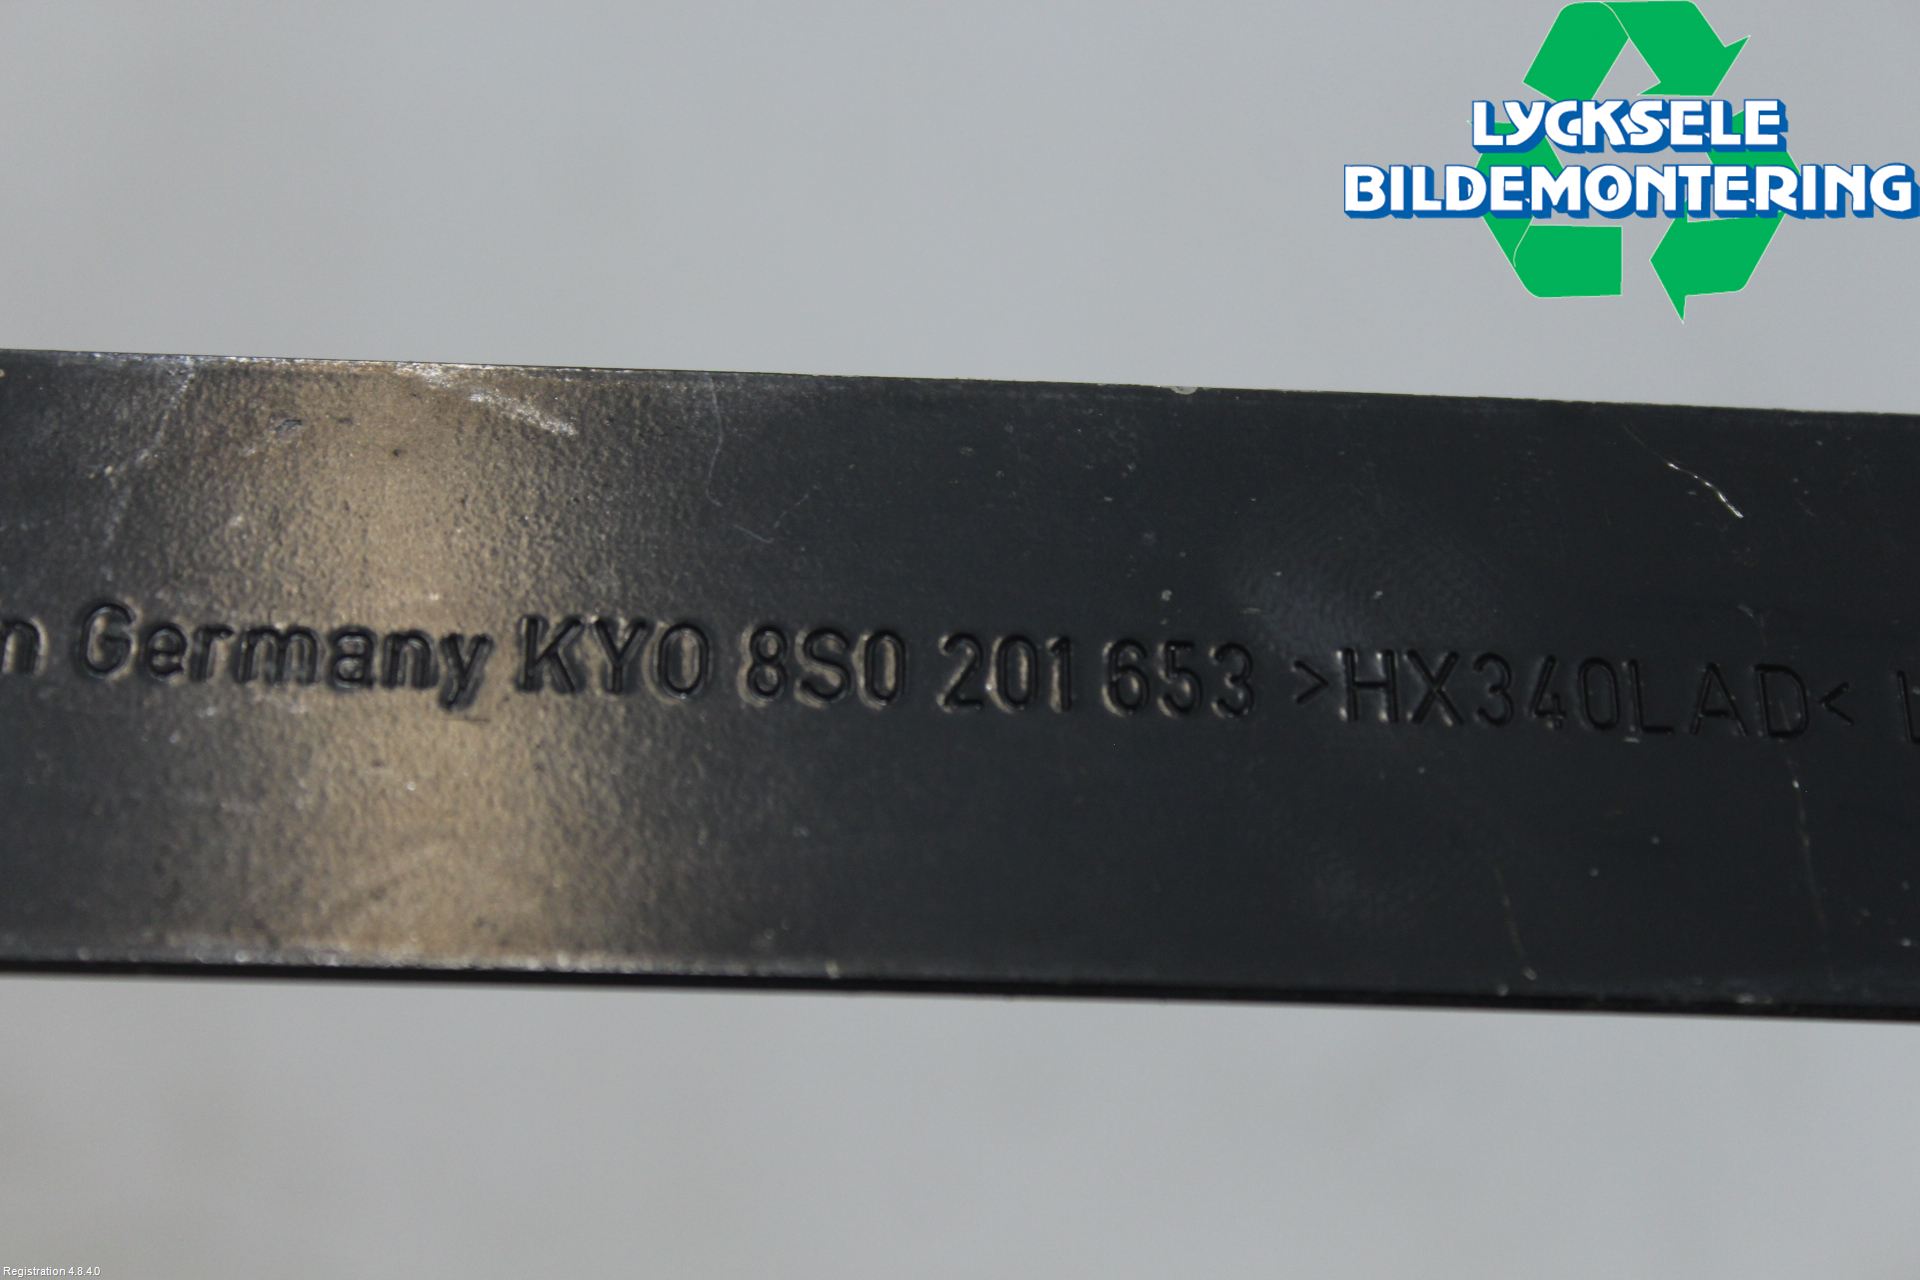 LYCKSELE
BILDEMONTERING
Germany KYO 8S0 201 653 >HX340LAD<
Registration 4.8.4.0